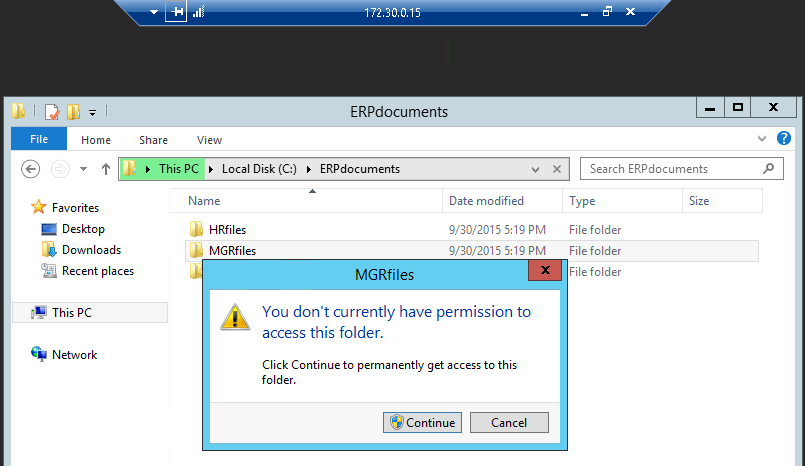 172.30.0.15
ERPdocuments
File Home Share View
This PC Local Disk (C:) ERPdocuments Search ERPdocuments
Name Date modified Type Size
Favorites
Desktop
Downloads
Recent places
This PC
Network
HRfiles 9/30/2015 5:19 PM File folder
MGRfiles 9/30/2015 5:19 PM File folder
File folder
MGRfiles
You don't currently have permission to
access this folder.
Click Continue to permanently get access to this
folder.
Continue Cancel